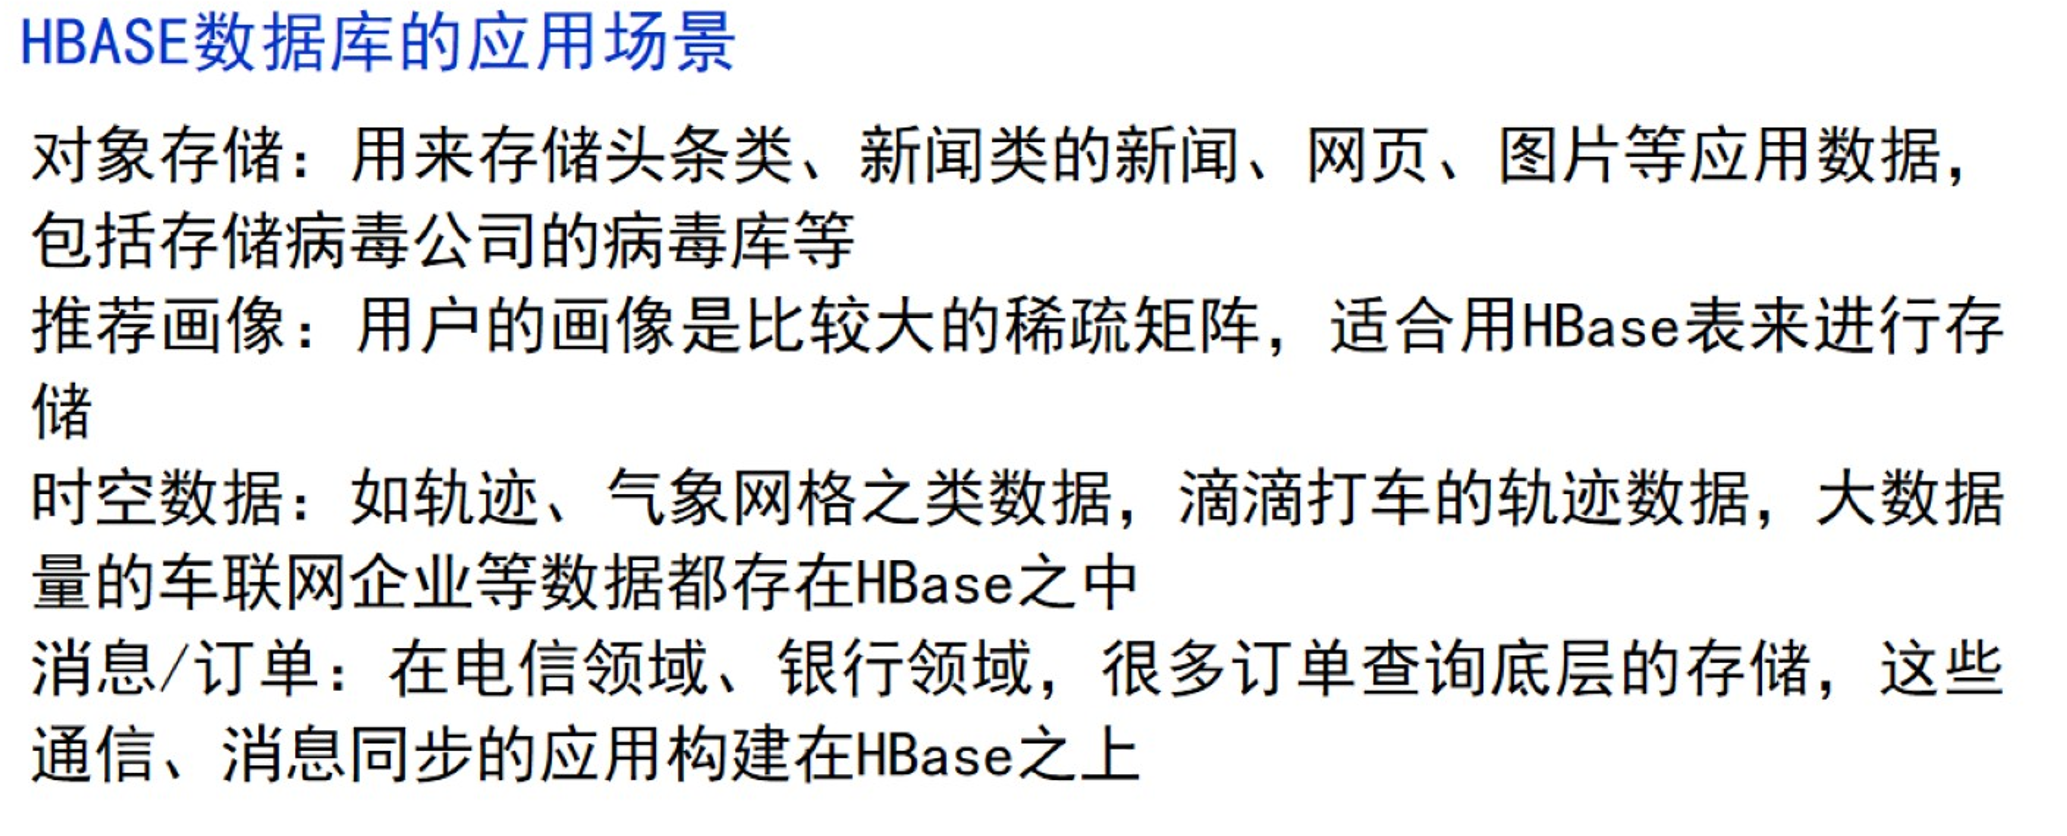 HBASE数据库的应用场景
对象存储：用来存储头条类、新闻类的新闻、网页、图片等应用数据，
包括存储病毒公司的病毒库等
推荐画像：用户的画像是比较大的稀疏矩阵，适合用HBase表来进行存
储
时空数据：如轨迹、气象网格之类数据，滴滴打车的轨迹数据，大数据
量的车联网企业等数据都存在HBase之中
消息/订单：在电信领域、银行领域，很多订单查询底层的存储，这些
通信、消息同步的应用构建在HBase之上